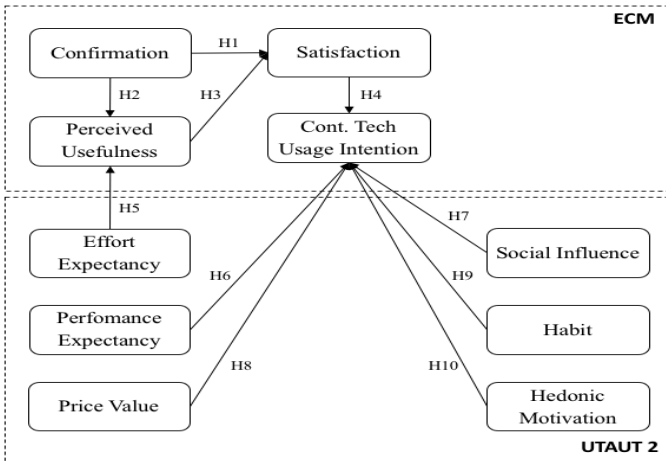 ECM
Confirmation
H1
Satisfaction
H2
H3
H4
Perceived
Usefulness
Cont. Tech
Usage Intention
H5
H7
Effort
Expectancy
Social Influence
H6
H9
Perfomance
Expectancy
Habit
H8
H10
Price Value
Hedonic
Motivation
UTAUT 2